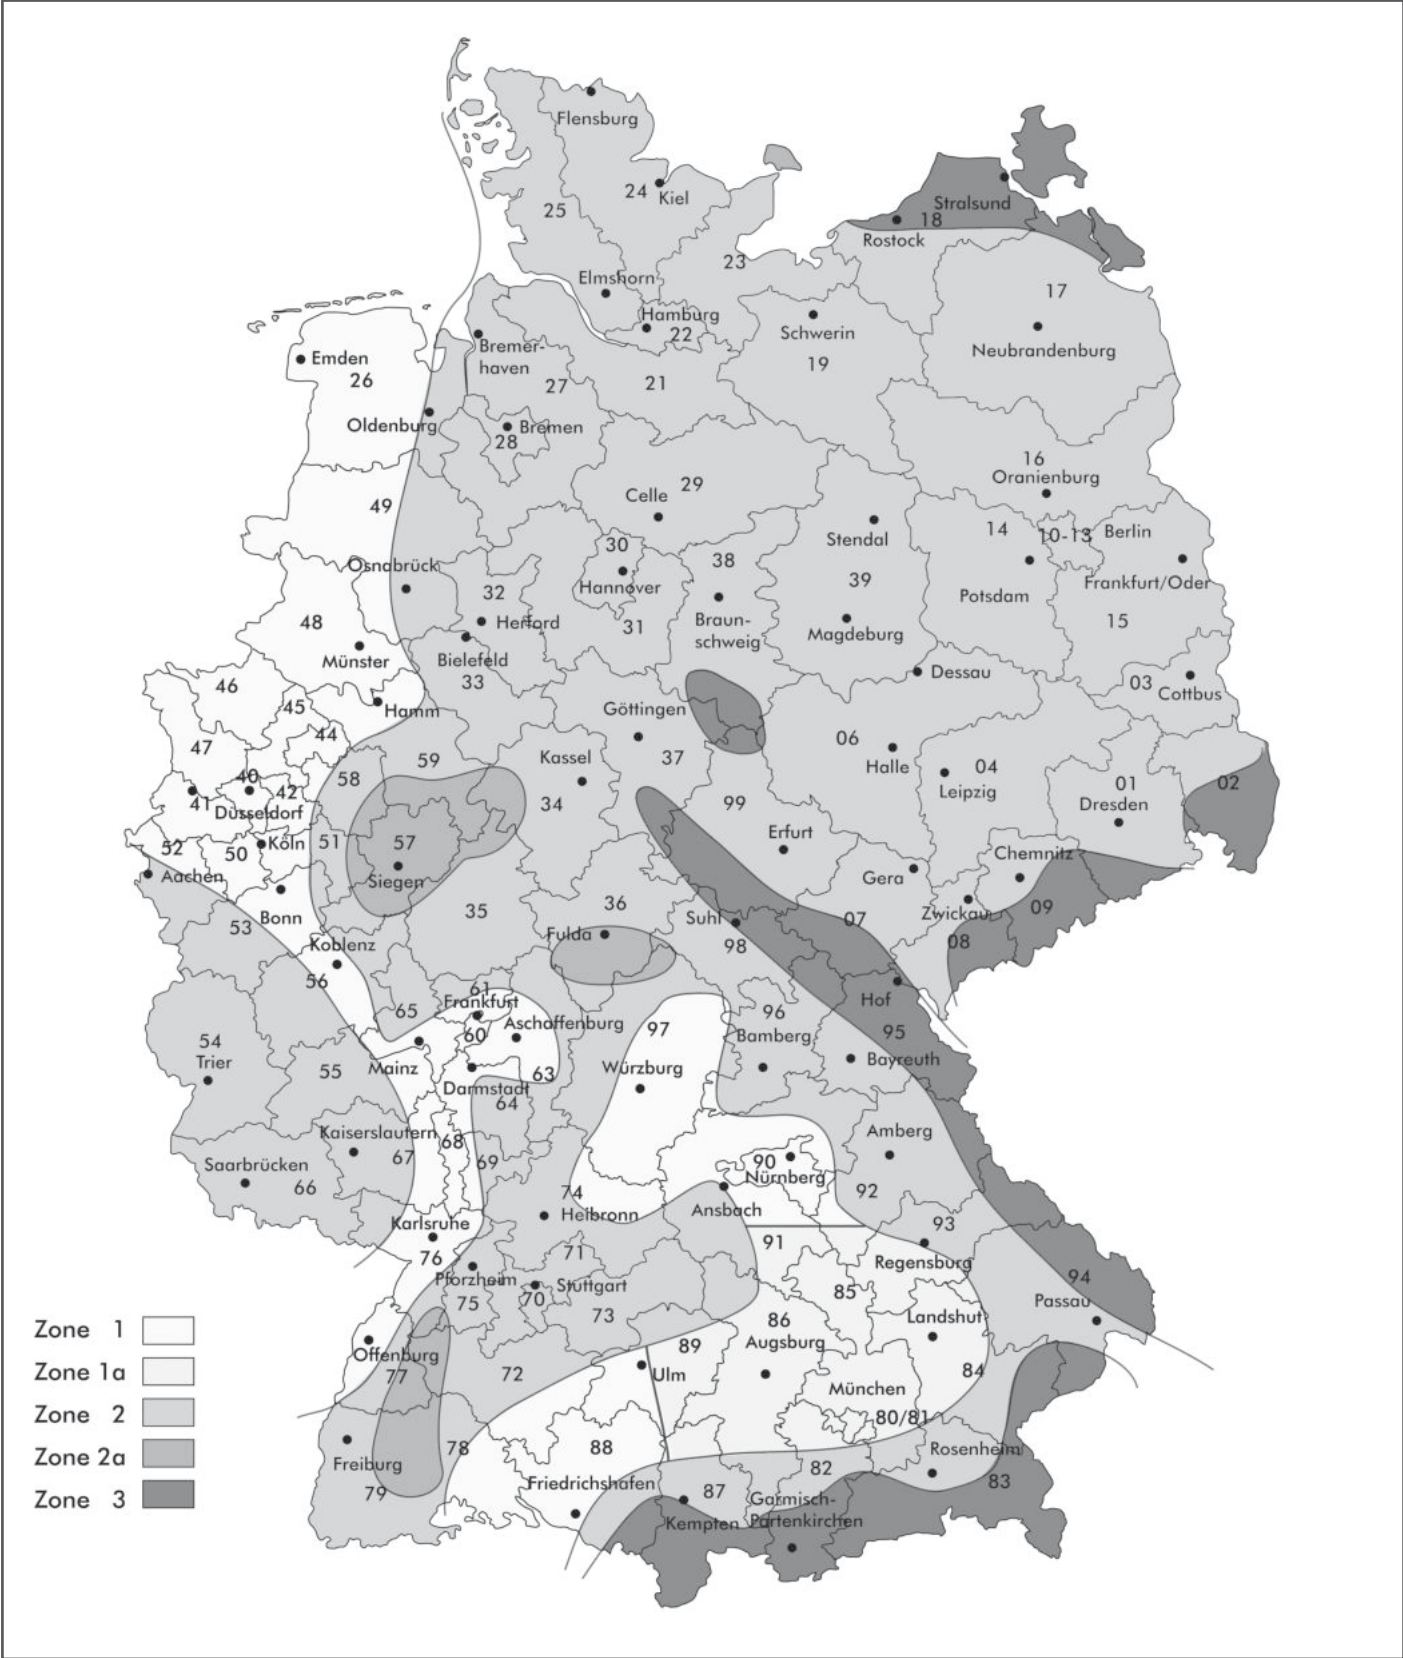 Flensburg
24
Kiel
25
Stralsund
18
Rostock
23
Elmshorn
17
Hamburg
22
Schwerin
Neubrandenburg
19
Bremer-
haven
Emden
26
27
21
Oldenburg
Bremen
28
16
Oranienburg
29
Celle
49
Stendal
14
10-13
Berlin
30
Hannover
38
Osnabrück
39
Frankfurt/Oder
32
Potsdam
48
Herford
31
Braun-
schweig
Magdeburg
15
Münster
Bielefeld
33
Dessau
03
Cottbus
46
45
Hamm
Göttingen
44
47
06
59
Kassel
37
Halle
04
Leipzig
40
58
42
41
Düsseldorf
34
99
01
Dresden
02
Erfurt
52
50
Köln
51
57
Siegen
Chemnitz
Aachen
Gera
Bonn
35
36
Suhl
07
Zwickau
09
53
Koblenz
Fulda
98
08
56
61
Frankfurt
65
Hof
60
Aschaffenburg
97
96
Bamberg
95
54
Trier
55
Mainz
63
Würzburg
Bayreuth
Darmstadt
64
Kaiserslautern
68
Amberg
67
69
90
Nürnberg
Saarbrücken
66
92
74
Heilbronn
Ansbach
Karlsruhe
93
76
71
91
Regensburg
Pforzheim
75
70
Stuttgart
94
85
73
86
Landshut
Passau
Zone 1
Offenburg
89
Augsburg
Zone 1a
77
72
Ulm
84
München
Zone 2
80/81
78
88
Rosenheim
Zone 2a
Freiburg
82
83
Friedrichshafen
Zone 3
79
87
Garmisch-
Partenkirchen
Kempten